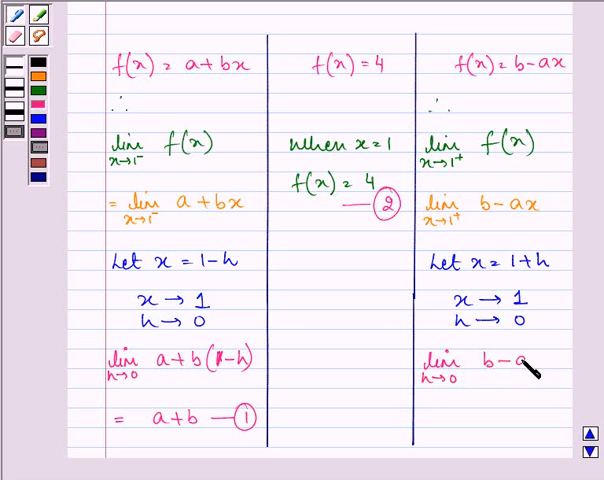 f(x) = a+bx
∴
lim x→1⁻ f(x)
= lim x→1⁻ a+bx
Let x = 1-h
x → 1
h → 0
lim h→0 a+b(1-h)
= a+b —①
f(x) = 4
when x=1
f(x) = 4
—②
f(x) = b-ax
∴
lim x→1⁺ f(x)
lim x→1⁺ b-ax
Let x = 1+h
x → 1
h → 0
lim h→0 b-a